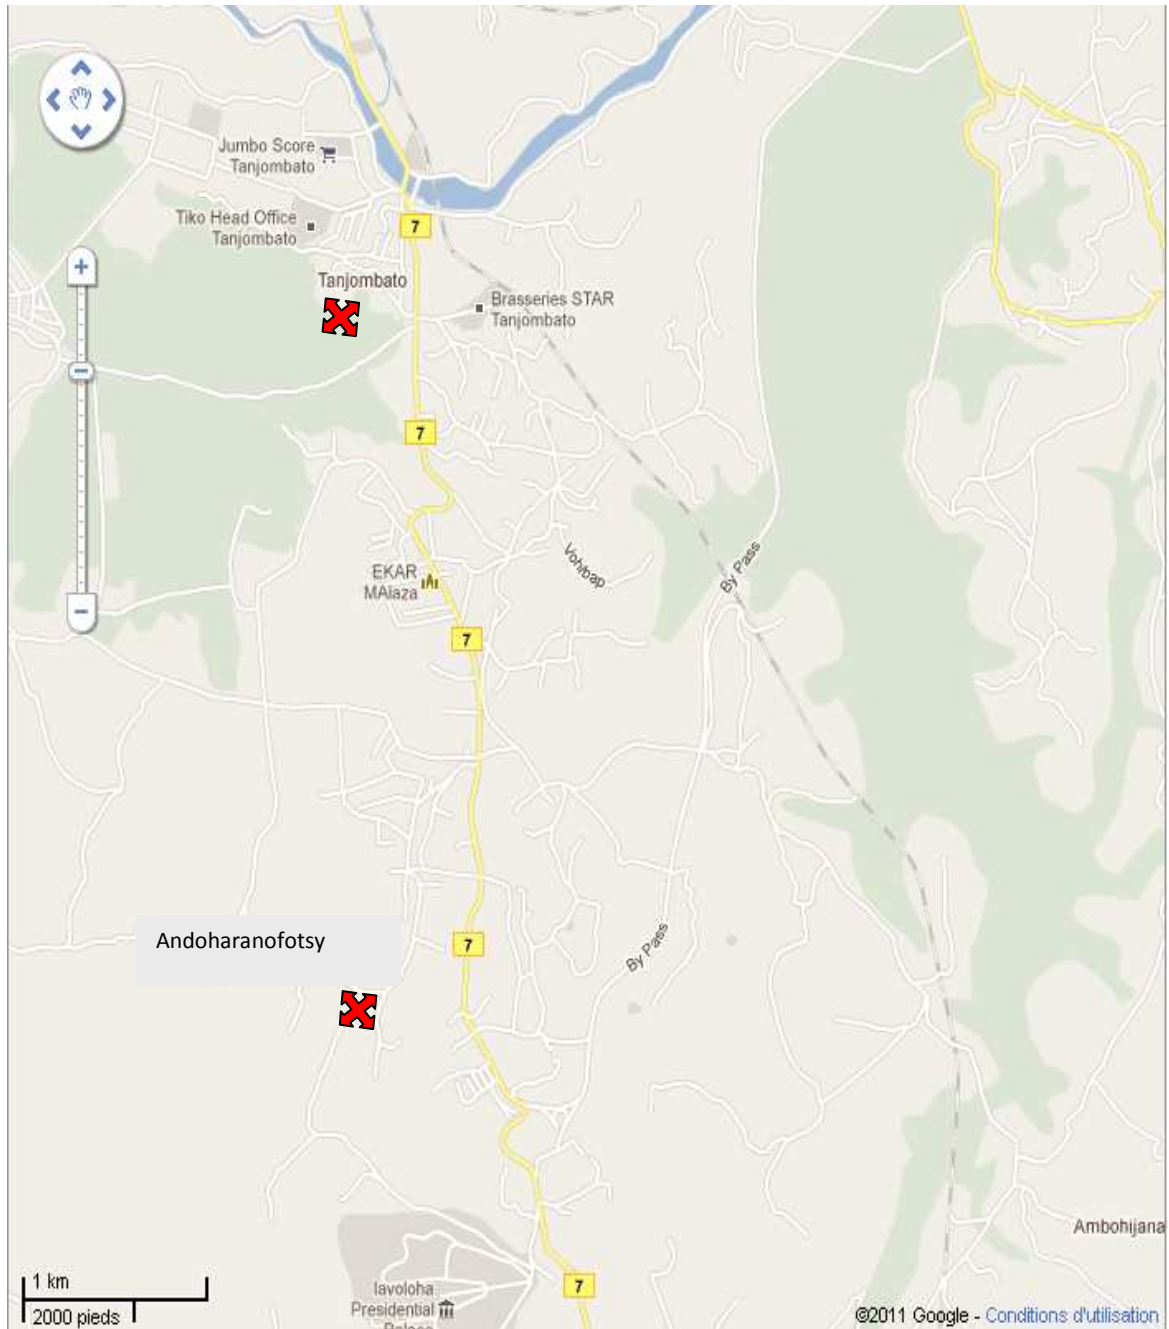 Jumbo Score
Tanjombato
Tiko Head Office
Tanjombato
7
Tanjombato
Brasseries STAR
Tanjombato
7
Vohibap
By Pass
EKAR
MAlaza
7
Andoharanofotsy
7
By Pass
Ambohijana
1 km
2000 pieds
Iavoloha
Presidential
Palace
7
©2011 Google - Conditions d'utilisation